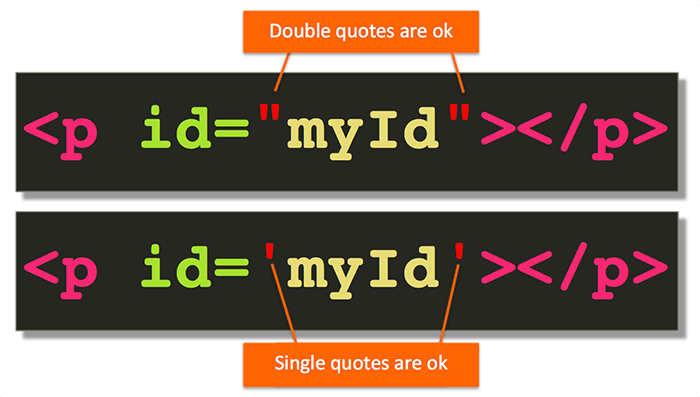 Double quotes are ok
<p id="myId"></p>
<p id='myId'></p>
Single quotes are ok